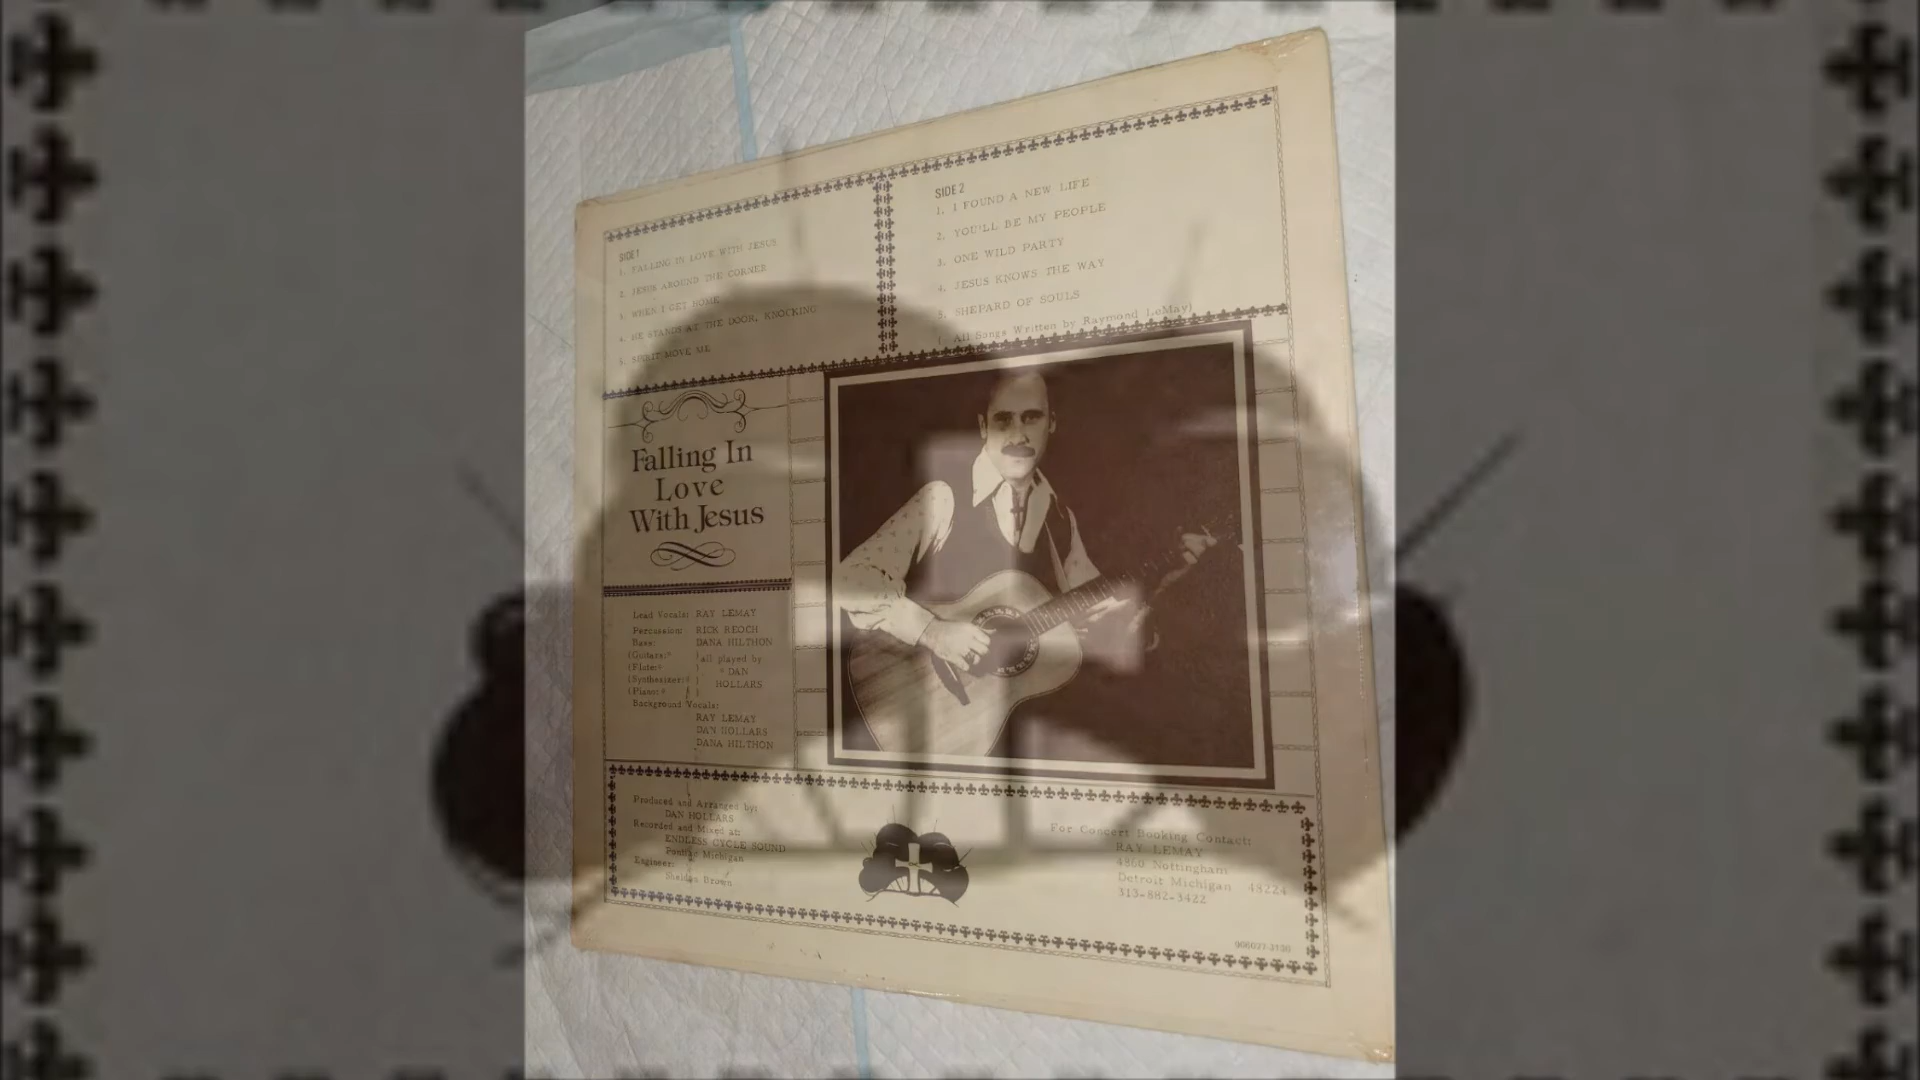 SIDE 1
1. FALLING IN LOVE WITH JESUS
2. JESUS AROUND THE CORNER
3. WHEN I GET HOME
4. HE STANDS AT THE DOOR, KNOCKING
5. SPIRIT MOVE ME
SIDE 2
1. I FOUND A NEW LIFE
2. YOU'LL BE MY PEOPLE
3. ONE WILD PARTY
4. JESUS KNOWS THE WAY
5. SHEPARD OF SOULS
( All Songs Written by Raymond LeMay)
Falling In
Love
With Jesus
Lead Vocals: RAY LEMAY
Percussion: RICK REOCH
Bass: DANA HILTHON
(Guitars:* ) all played by
(Flute:* ) * DAN
(Synthesizer:* ) HOLLARS
(Piano:* )
Background Vocals:
RAY LEMAY
DAN HOLLARS
DANA HILTHON
Produced and Arranged by:
DAN HOLLARS
Recorded and Mixed at:
ENDLESS CYCLE SOUND
Pontiac Michigan
Engineer:
Sheldon Brown
For Concert Booking Contact:
RAY LEMAY
4860 Nottingham
Detroit Michigan 48224
313-882-3422